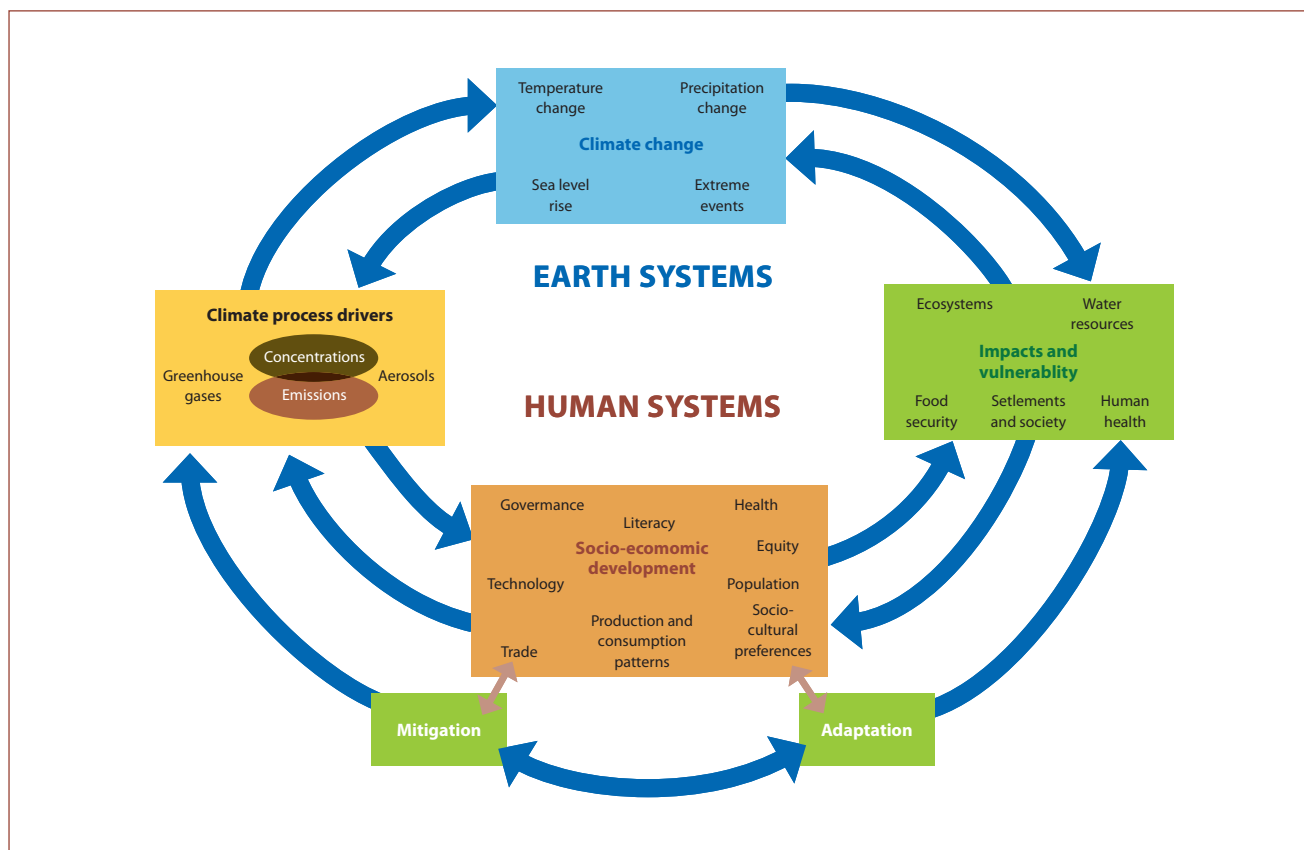 Temperature
change
Precipitation
change
Climate change
Sea level
rise
Extreme
events
EARTH SYSTEMS
Climate process drivers
Concentrations
Greenhouse
gases
Aerosols
Emissions
Ecosystems
Water
resources
Impacts and
vulnerablity
Food
security
Setlements
and society
Human
health
HUMAN SYSTEMS
Governance
Literacy
Health
Socio-ecomomic
development
Equity
Technology
Population
Production and
consumption
patterns
Socio-
cultural
preferences
Trade
Mitigation
Adaptation